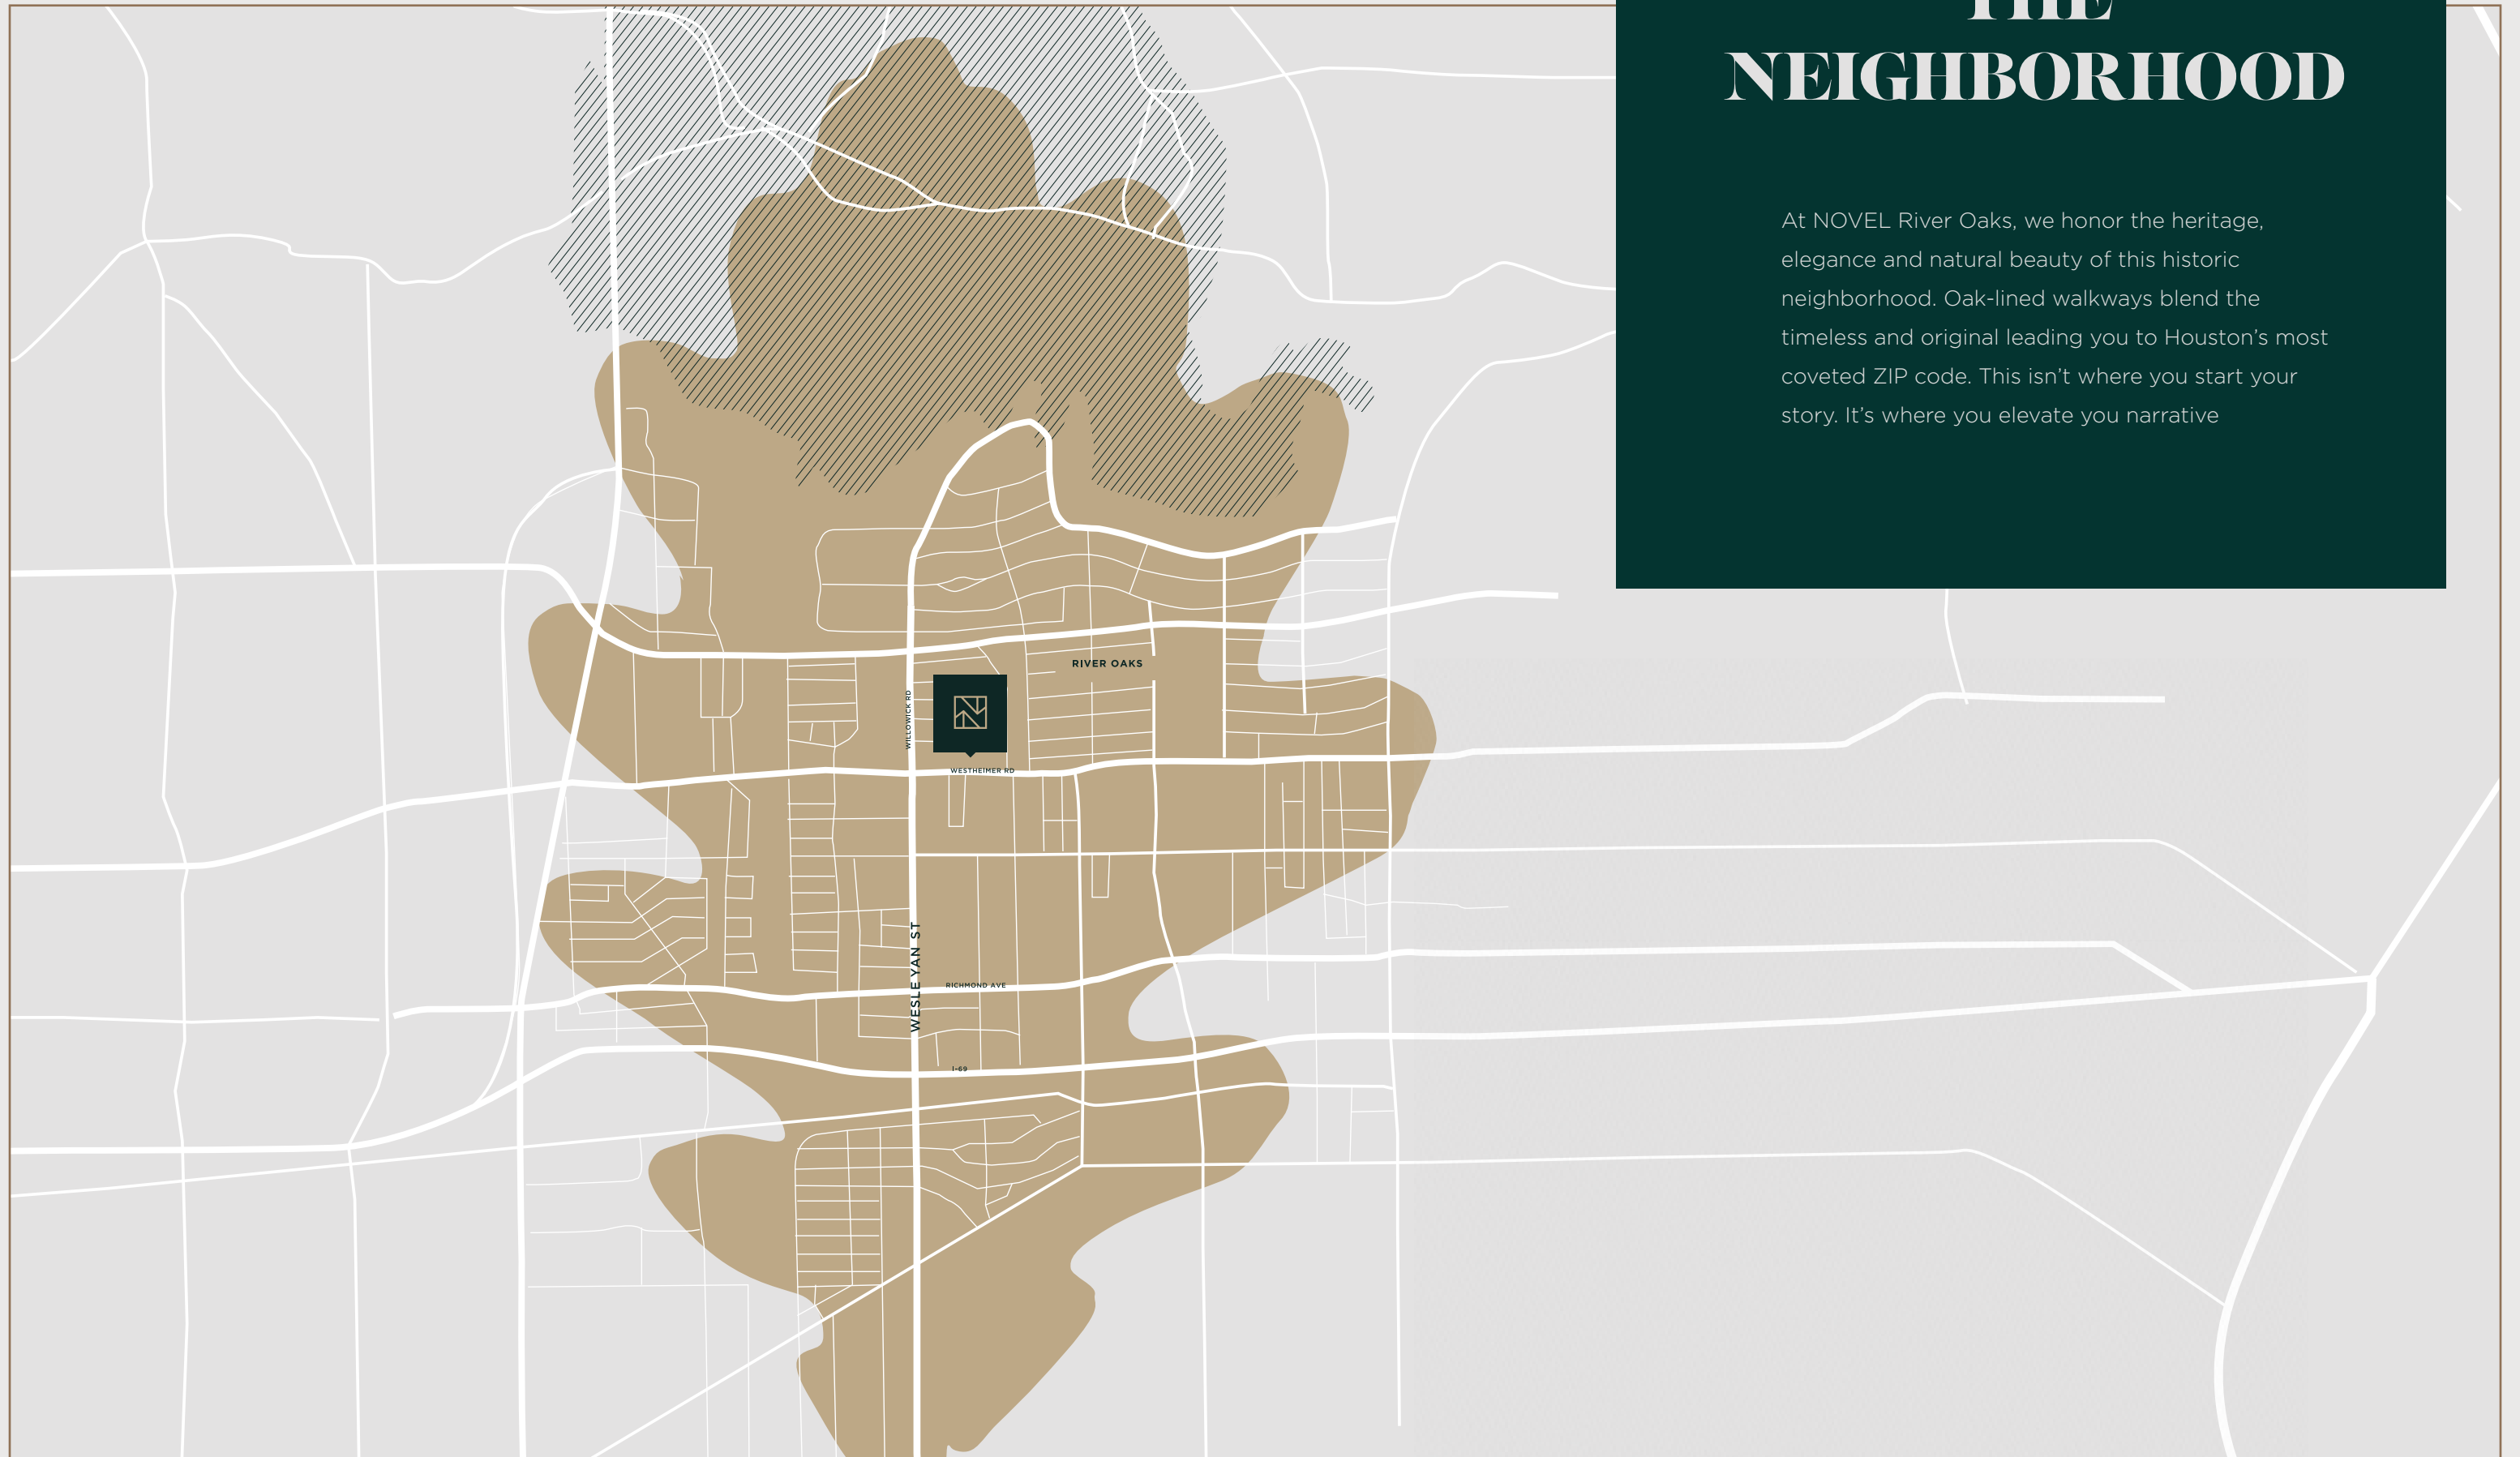 THE
NEIGHBORHOOD
At NOVEL River Oaks, we honor the heritage,
elegance and natural beauty of this historic
neighborhood. Oak-lined walkways blend the
timeless and original leading you to Houston’s most
coveted ZIP code. This isn’t where you start your
story. It’s where you elevate you narrative
RIVER OAKS
WILLOWICK RD
WESTHEIMER RD
WESLEYAN ST
RICHMOND AVE
I-69